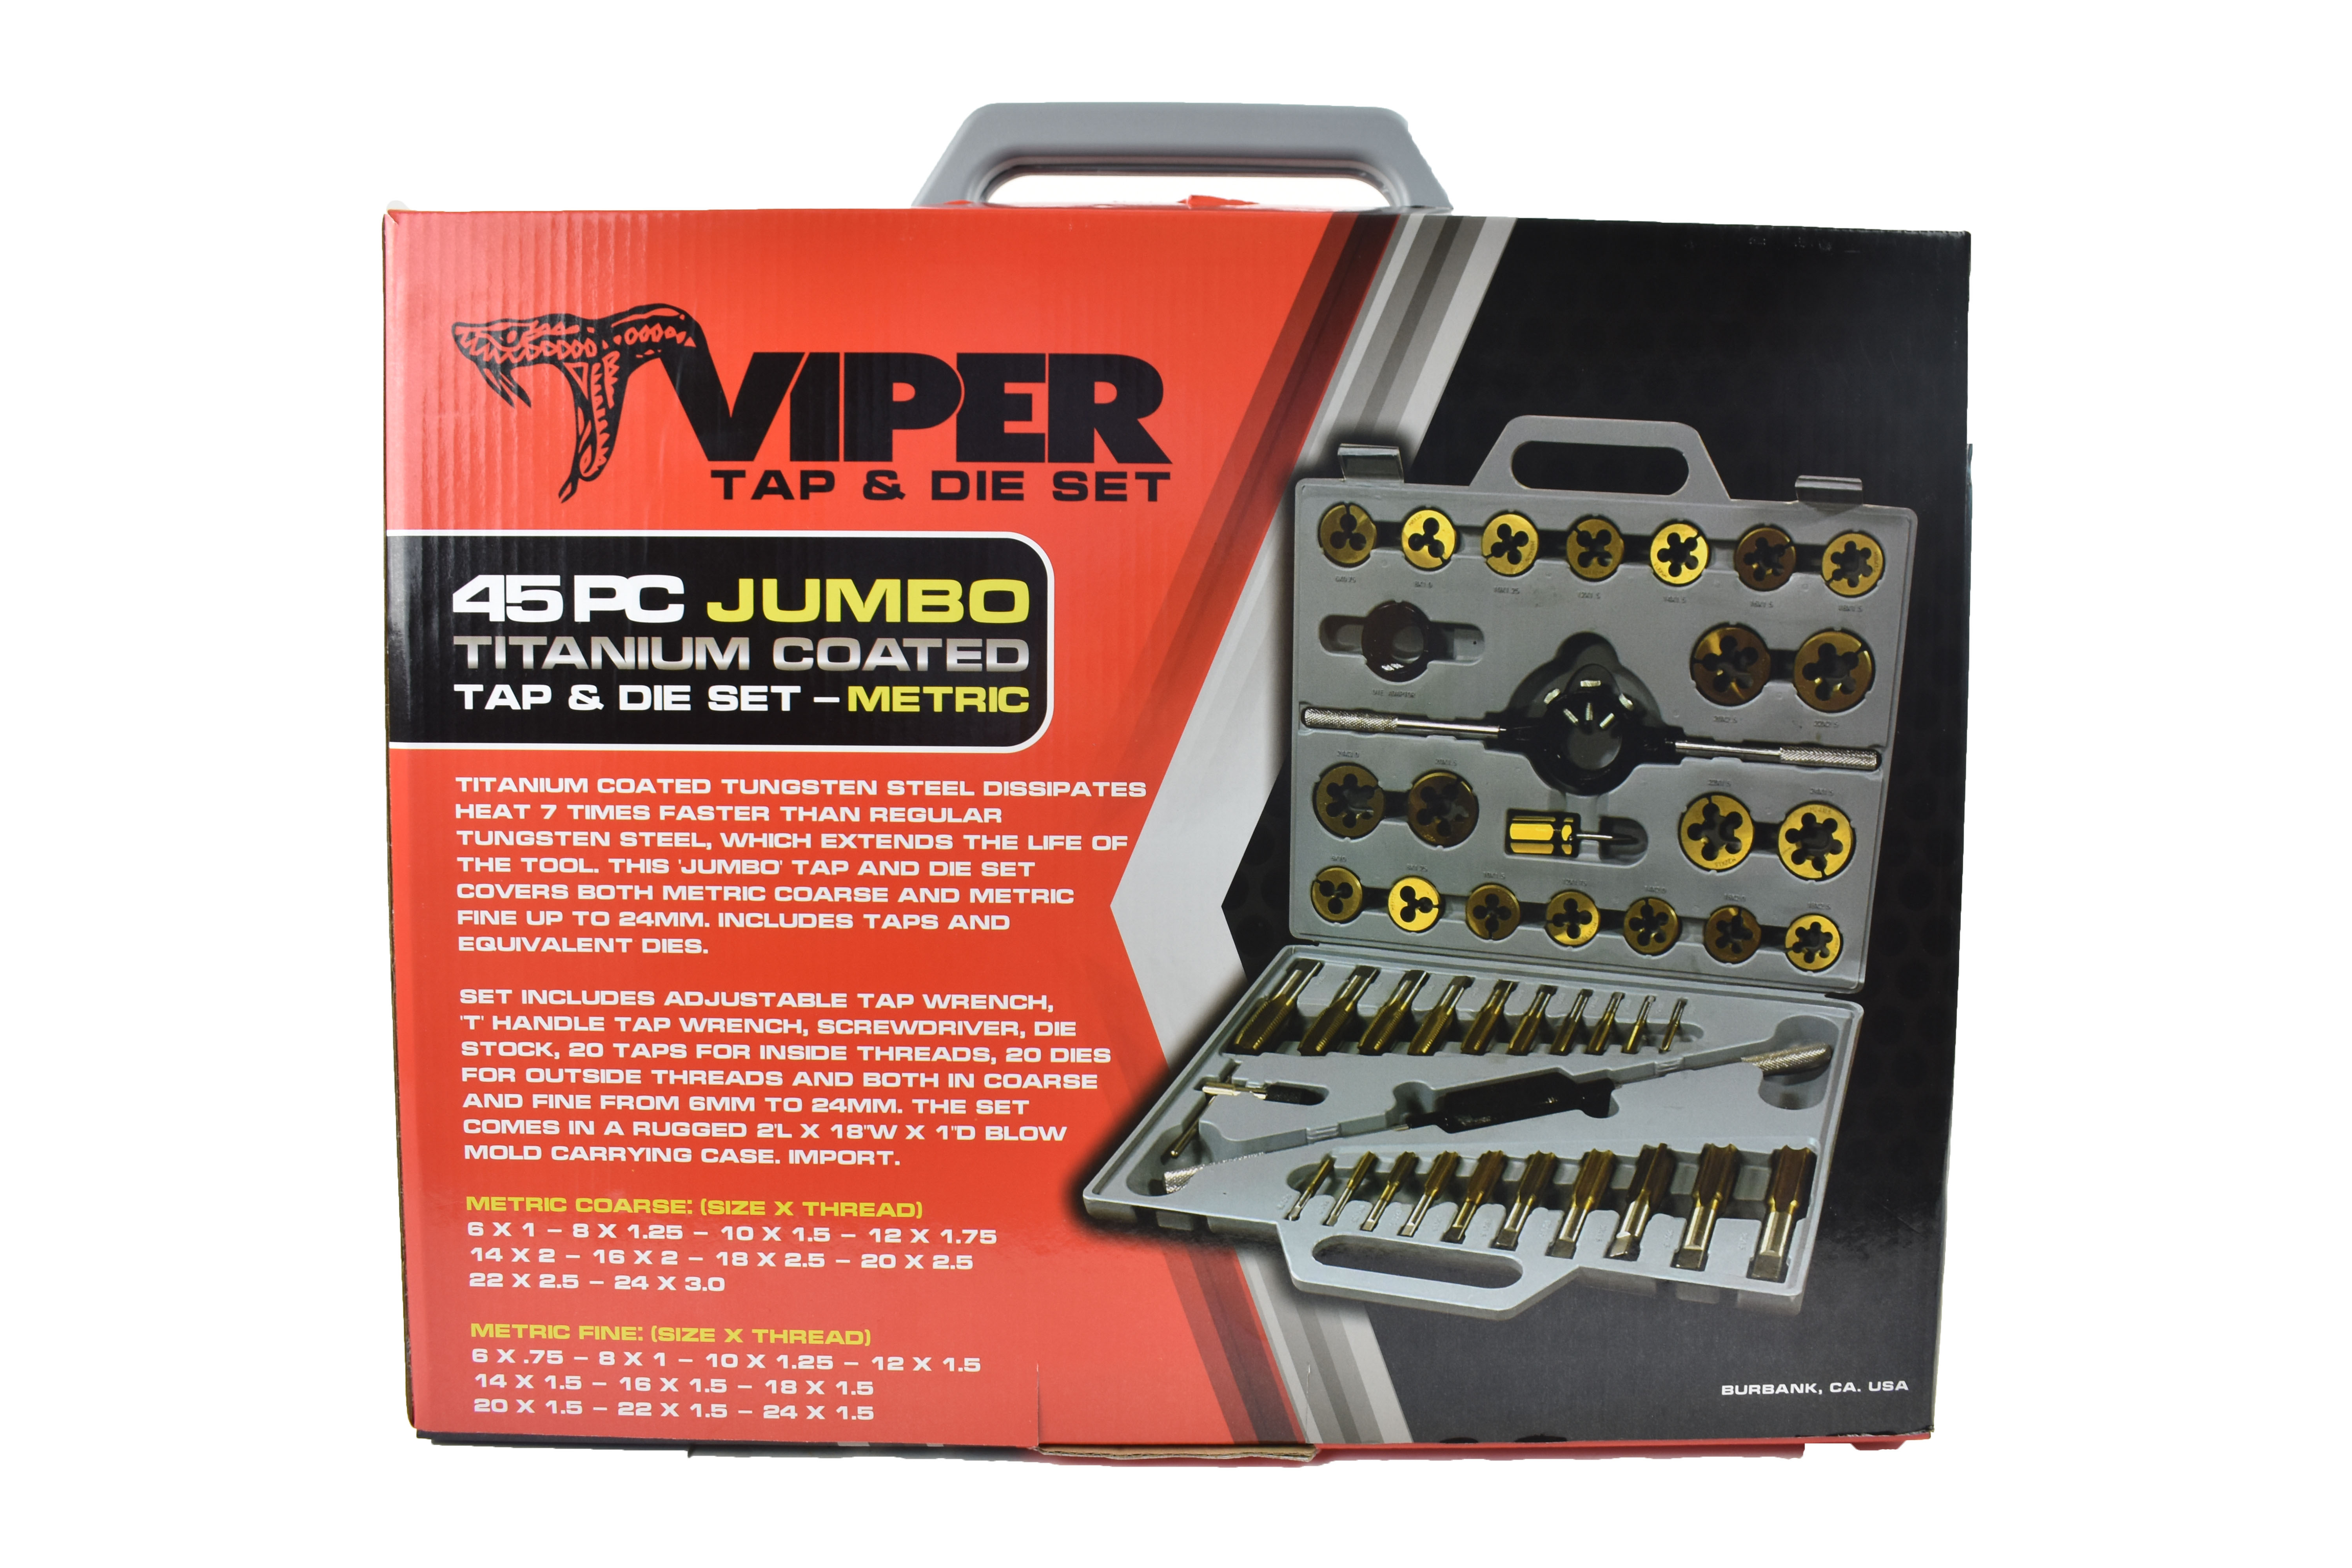 VIPER
TAP & DIE SET
45PC JUMBO
TITANIUM COATED
TAP & DIE SET – METRIC
TITANIUM COATED TUNGSTEN STEEL DISSIPATES
HEAT 7 TIMES FASTER THAN REGULAR
TUNGSTEN STEEL, WHICH EXTENDS THE LIFE OF
THE TOOL. THIS 'JUMBO' TAP AND DIE SET
COVERS BOTH METRIC COARSE AND METRIC
FINE UP TO 24MM. INCLUDES TAPS AND
EQUIVALENT DIES.
SET INCLUDES ADJUSTABLE TAP WRENCH,
'T' HANDLE TAP WRENCH, SCREWDRIVER, DIE
STOCK, 20 TAPS FOR INSIDE THREADS, 20 DIES
FOR OUTSIDE THREADS AND BOTH IN COARSE
AND FINE FROM 6MM TO 24MM. THE SET
COMES IN A RUGGED 2'L X 18"W X 1"D BLOW
MOLD CARRYING CASE. IMPORT.
METRIC COARSE: (SIZE X THREAD)
6 X 1 – 8 X 1.25 – 10 X 1.5 – 12 X 1.75
14 X 2 – 16 X 2 – 18 X 2.5 – 20 X 2.5
22 X 2.5 – 24 X 3.0
METRIC FINE: (SIZE X THREAD)
6 X .75 – 8 X 1 – 10 X 1.25 – 12 X 1.5
14 X 1.5 – 16 X 1.5 – 18 X 1.5
20 X 1.5 – 22 X 1.5 – 24 X 1.5
BURBANK, CA. USA